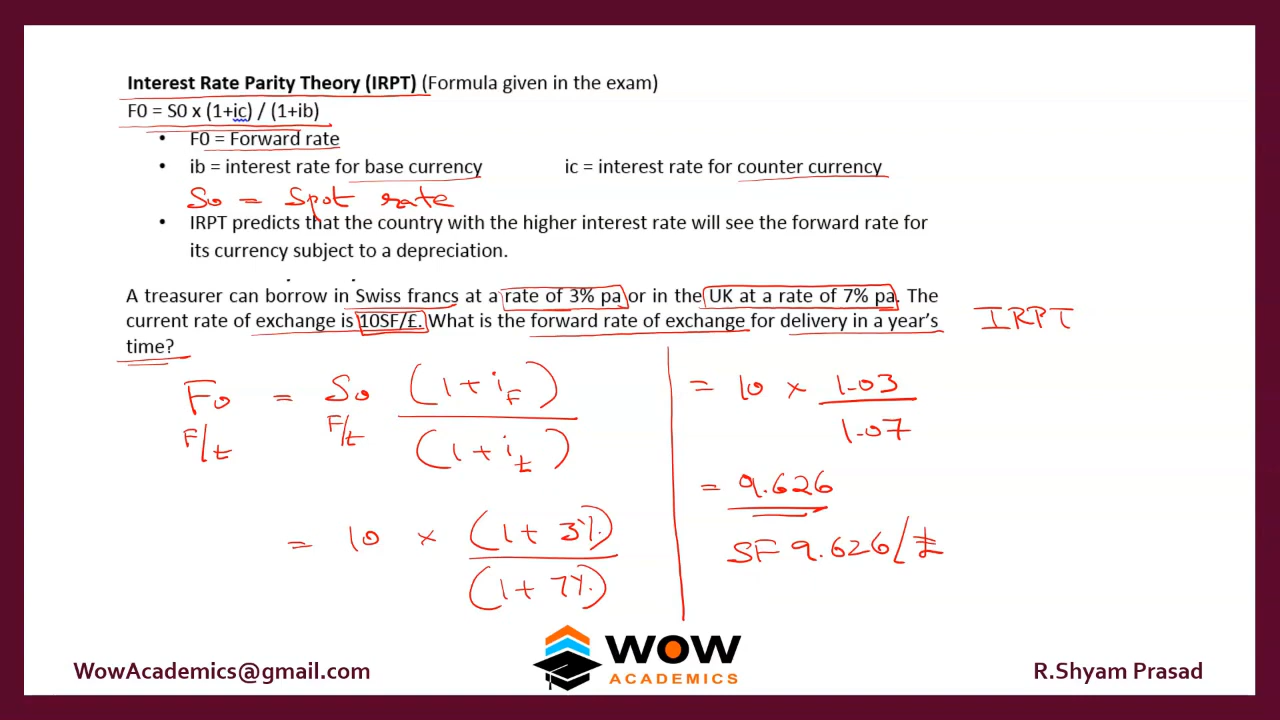 Interest Rate Parity Theory (IRPT) (Formula given in the exam)
F0 = S0 x (1+ic) / (1+ib)
• F0 = Forward rate
• ib = interest rate for base currency ic = interest rate for counter currency
So = Spot rate
• IRPT predicts that the country with the higher interest rate will see the forward rate for
its currency subject to a depreciation.
A treasurer can borrow in Swiss francs at a rate of 3% pa or in the UK at a rate of 7% pa. The
current rate of exchange is 10SF/£. What is the forward rate of exchange for delivery in a year's
time?
IRPT
Fo = So (1 + iF)
F/£ F/£ (1 + i£)
= 10 × (1 + 3%)
(1 + 7%)
= 10 × 1.03
1.07
= 9.626
SF 9.626/£
WowAcademics@gmail.com
WOW
ACADEMICS
R.Shyam Prasad